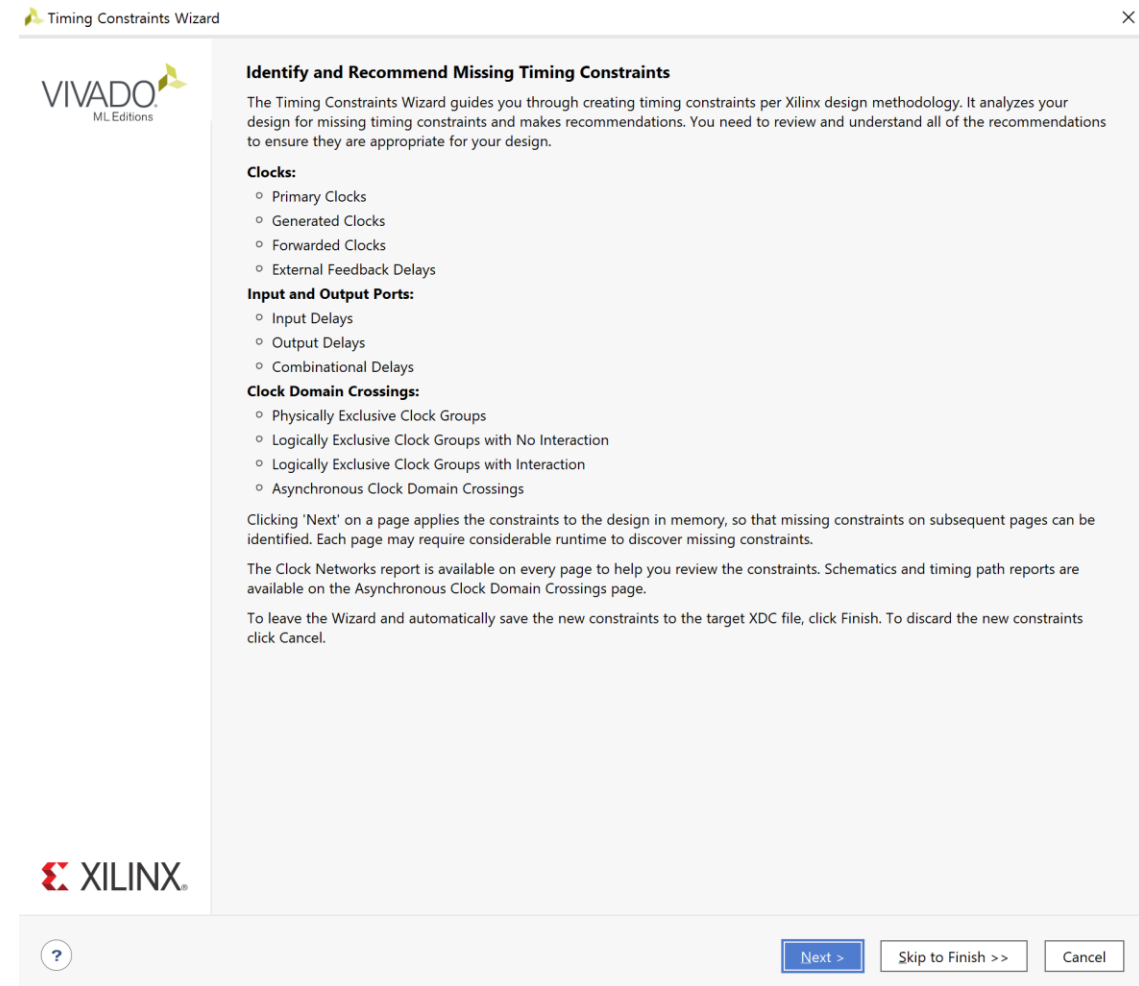 Timing Constraints Wizard
VIVADO.
ML Editions
Identify and Recommend Missing Timing Constraints
The Timing Constraints Wizard guides you through creating timing constraints per Xilinx design methodology. It analyzes your
design for missing timing constraints and makes recommendations. You need to review and understand all of the recommendations
to ensure they are appropriate for your design.
Clocks:
Primary Clocks
Generated Clocks
Forwarded Clocks
External Feedback Delays
Input and Output Ports:
Input Delays
Output Delays
Combinational Delays
Clock Domain Crossings:
Physically Exclusive Clock Groups
Logically Exclusive Clock Groups with No Interaction
Logically Exclusive Clock Groups with Interaction
Asynchronous Clock Domain Crossings
Clicking 'Next' on a page applies the constraints to the design in memory, so that missing constraints on subsequent pages can be
identified. Each page may require considerable runtime to discover missing constraints.
The Clock Networks report is available on every page to help you review the constraints. Schematics and timing path reports are
available on the Asynchronous Clock Domain Crossings page.
To leave the Wizard and automatically save the new constraints to the target XDC file, click Finish. To discard the new constraints
click Cancel.
XILINX®
?
Next >
Skip to Finish >>
Cancel